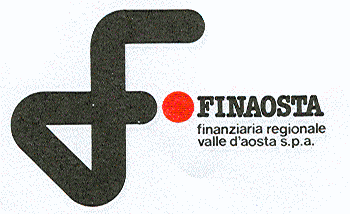 FINAOSTA
finanziaria regionale
valle d'aosta s.p.a.